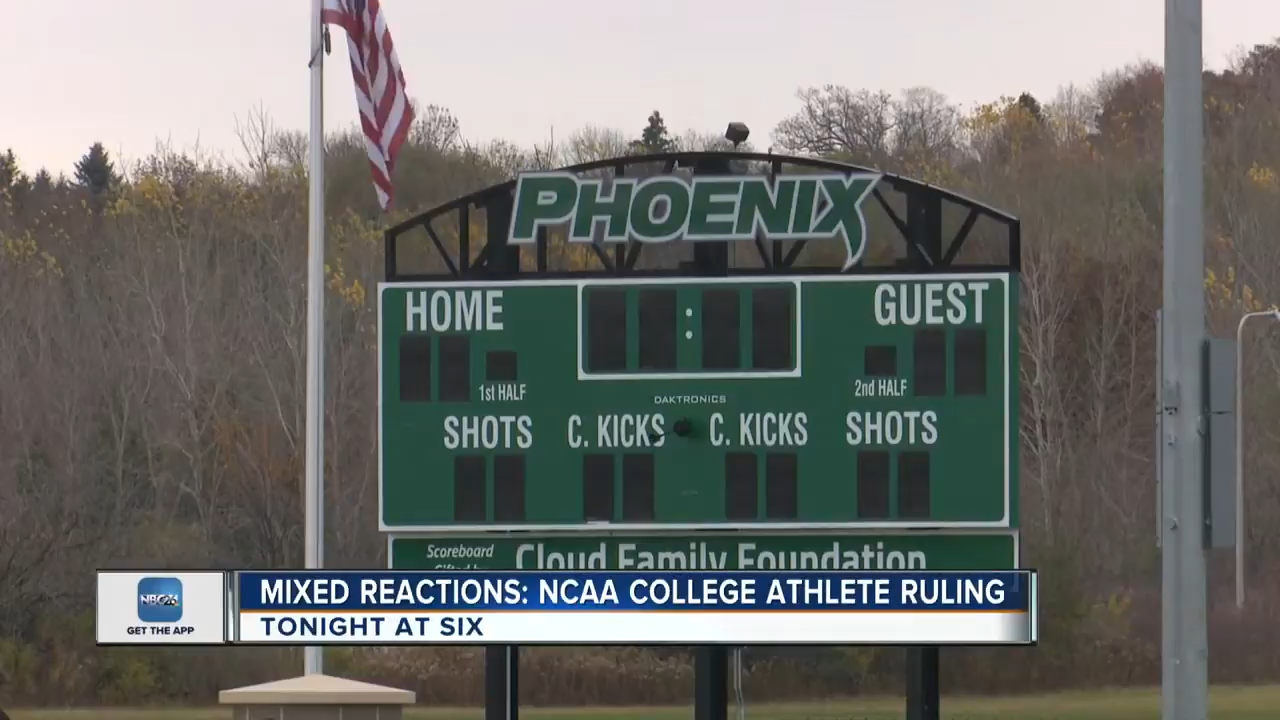 PHOENIX
HOME
:
GUEST
1st HALF
2nd HALF
DAKTRONICS
SHOTS
C. KICKS
C. KICKS
SHOTS
Scoreboard
Gifted by
Cloud Family Foundation
NBC26
GET THE APP
MIXED REACTIONS: NCAA COLLEGE ATHLETE RULING
TONIGHT AT SIX